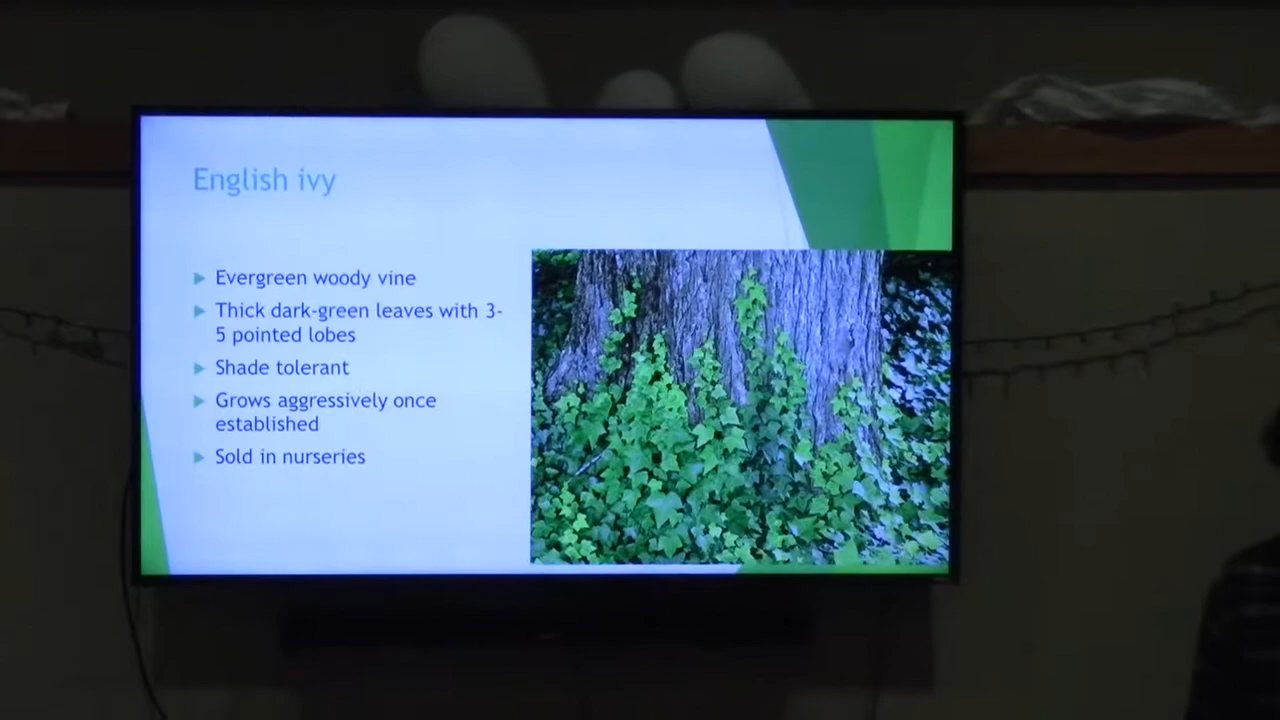 English ivy
Evergreen woody vine
Thick dark-green leaves with 3-
5 pointed lobes
Shade tolerant
Grows aggressively once
established
Sold in nurseries